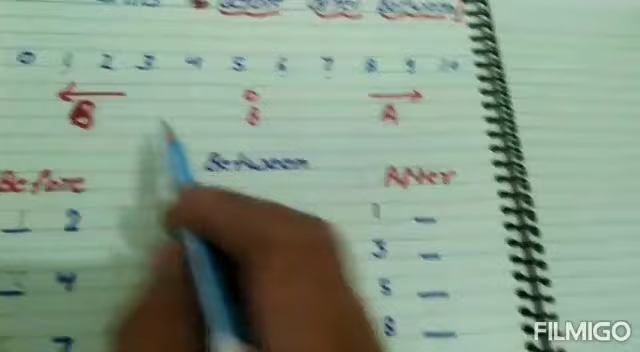 Between
0 1 2 3 4 5 6 7 8 9 10
B A
Before Between After
_ 2 1 _
_ 4 3 _
5 _
7 8 _
FILMIGO